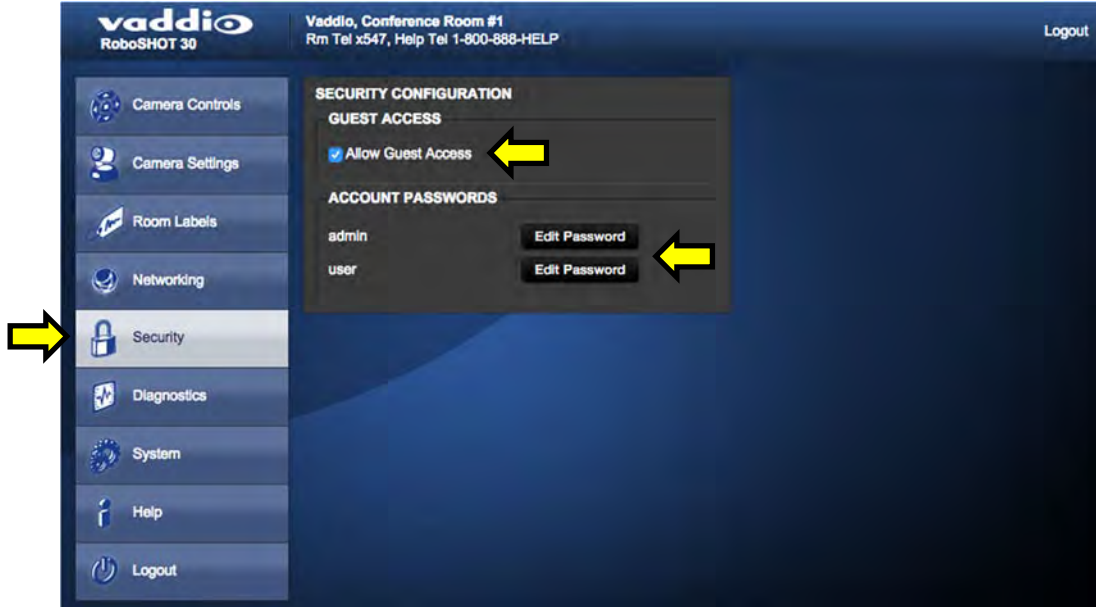 vaddio
RoboSHOT 30
Vaddio, Conference Room #1
Rm Tel x547, Help Tel 1-800-888-HELP
Logout
Camera Controls
Camera Settings
Room Labels
Networking
Security
Diagnostics
System
Help
Logout
SECURITY CONFIGURATION
GUEST ACCESS
Allow Guest Access
ACCOUNT PASSWORDS
admin Edit Password
user Edit Password